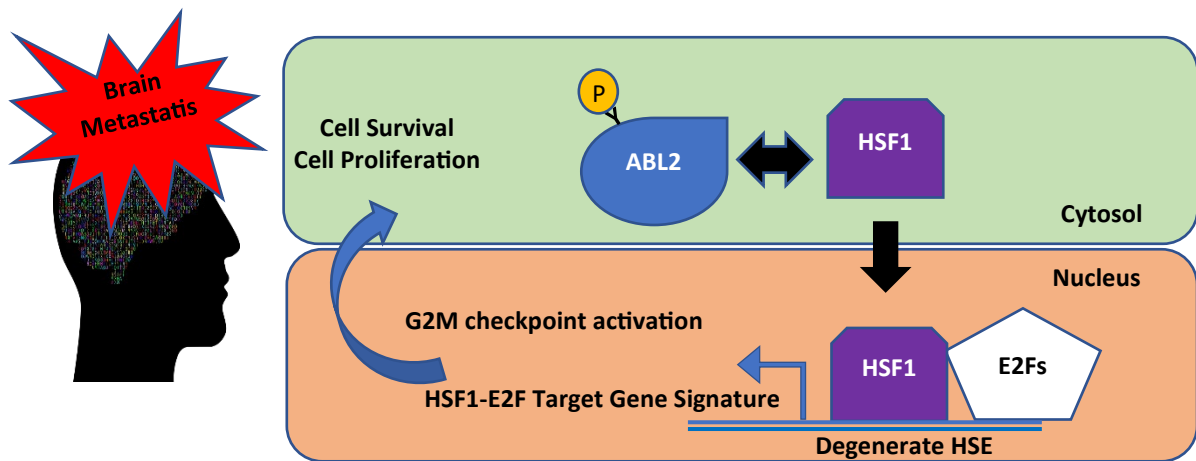 Brain
Metastatis
Cell Survival
Cell Proliferation
P
ABL2
HSF1
Cytosol
Nucleus
G2M checkpoint activation
HSF1
E2Fs
HSF1-E2F Target Gene Signature
Degenerate HSE